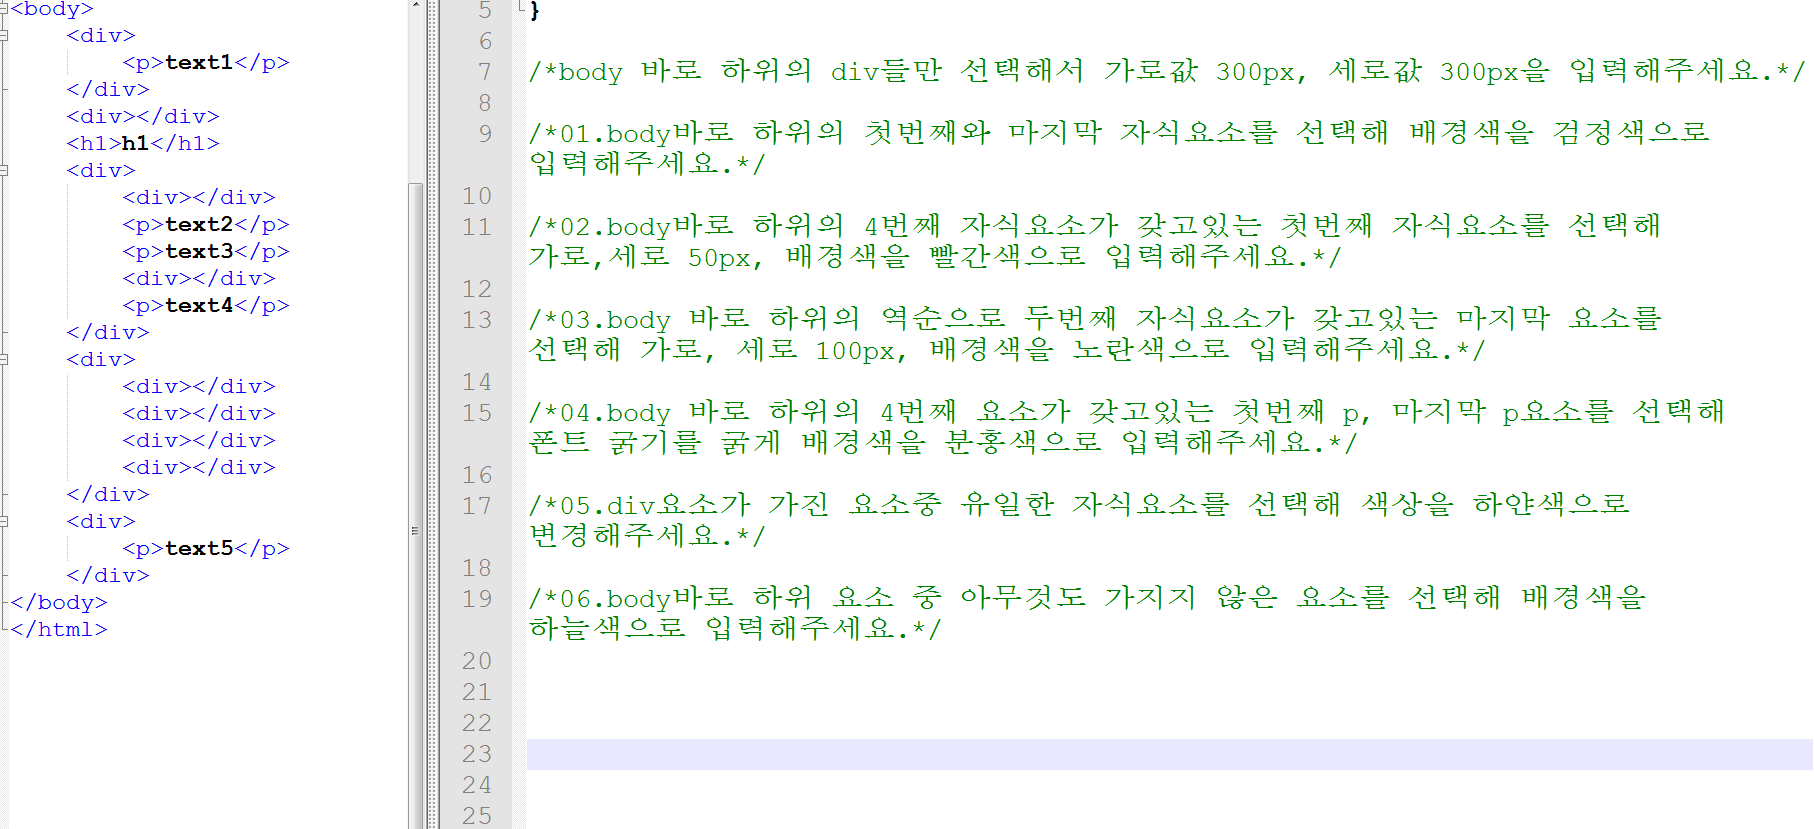 <body>
<div>
<p>text1</p>
</div>
<div></div>
<h1>h1</h1>
<div>
<div></div>
<p>text2</p>
<p>text3</p>
<div></div>
<p>text4</p>
</div>
<div>
<div></div>
<div></div>
<div></div>
<div></div>
</div>
<div>
<p>text5</p>
</div>
</body>
</html>
5 }
6
7 /*body 바로 하위의 div들만 선택해서 가로값 300px, 세로값 300px을 입력해주세요.*/
8
9 /*01.body바로 하위의 첫번째와 마지막 자식요소를 선택해 배경색을 검정색으로
입력해주세요.*/
10
11 /*02.body바로 하위의 4번째 자식요소가 갖고있는 첫번째 자식요소를 선택해
가로,세로 50px, 배경색을 빨간색으로 입력해주세요.*/
12
13 /*03.body 바로 하위의 역순으로 두번째 자식요소가 갖고있는 마지막 요소를
선택해 가로, 세로 100px, 배경색을 노란색으로 입력해주세요.*/
14
15 /*04.body 바로 하위의 4번째 요소가 갖고있는 첫번째 p, 마지막 p요소를 선택해
폰트 굵기를 굵게 배경색을 분홍색으로 입력해주세요.*/
16
17 /*05.div요소가 가진 요소중 유일한 자식요소를 선택해 색상을 하얀색으로
변경해주세요.*/
18
19 /*06.body바로 하위 요소 중 아무것도 가지지 않은 요소를 선택해 배경색을
하늘색으로 입력해주세요.*/
20
21
22
23
24
25